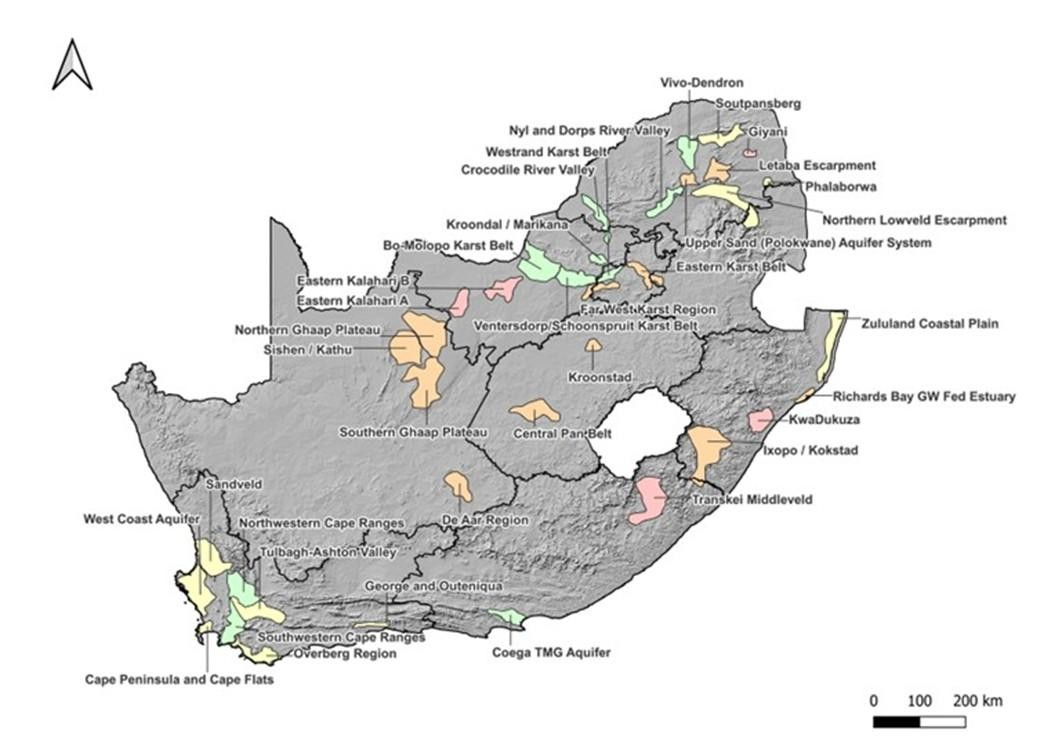 Vivo-Dendron
Soutpansberg
Nyl and Dorps River Valley
Giyani
Westrand Karst Belt
Crocodile River Valley
Letaba Escarpment
Phalaborwa
Northern Lowveld Escarpment
Kroondal / Marikana
Bo-Molopo Karst Belt
Upper Sand (Polokwane) Aquifer System
Eastern Karst Belt
Eastern Kalahari B
Eastern Kalahari A
Far West Karst Region
Ventersdorp/Schoonspruit Karst Belt
Zululand Coastal Plain
Northern Ghaap Plateau
Sishen / Kathu
Kroonstad
Richards Bay GW Fed Estuary
KwaDukuza
Southern Ghaap Plateau
Central Pan Belt
Ixopo / Kokstad
Sandveld
Transkei Middleveld
West Coast Aquifer
Northwestern Cape Ranges
De Aar Region
Tulbagh-Ashton Valley
George and Outeniqua
Southwestern Cape Ranges
Overberg Region
Coega TMG Aquifer
Cape Peninsula and Cape Flats
0 100 200 km